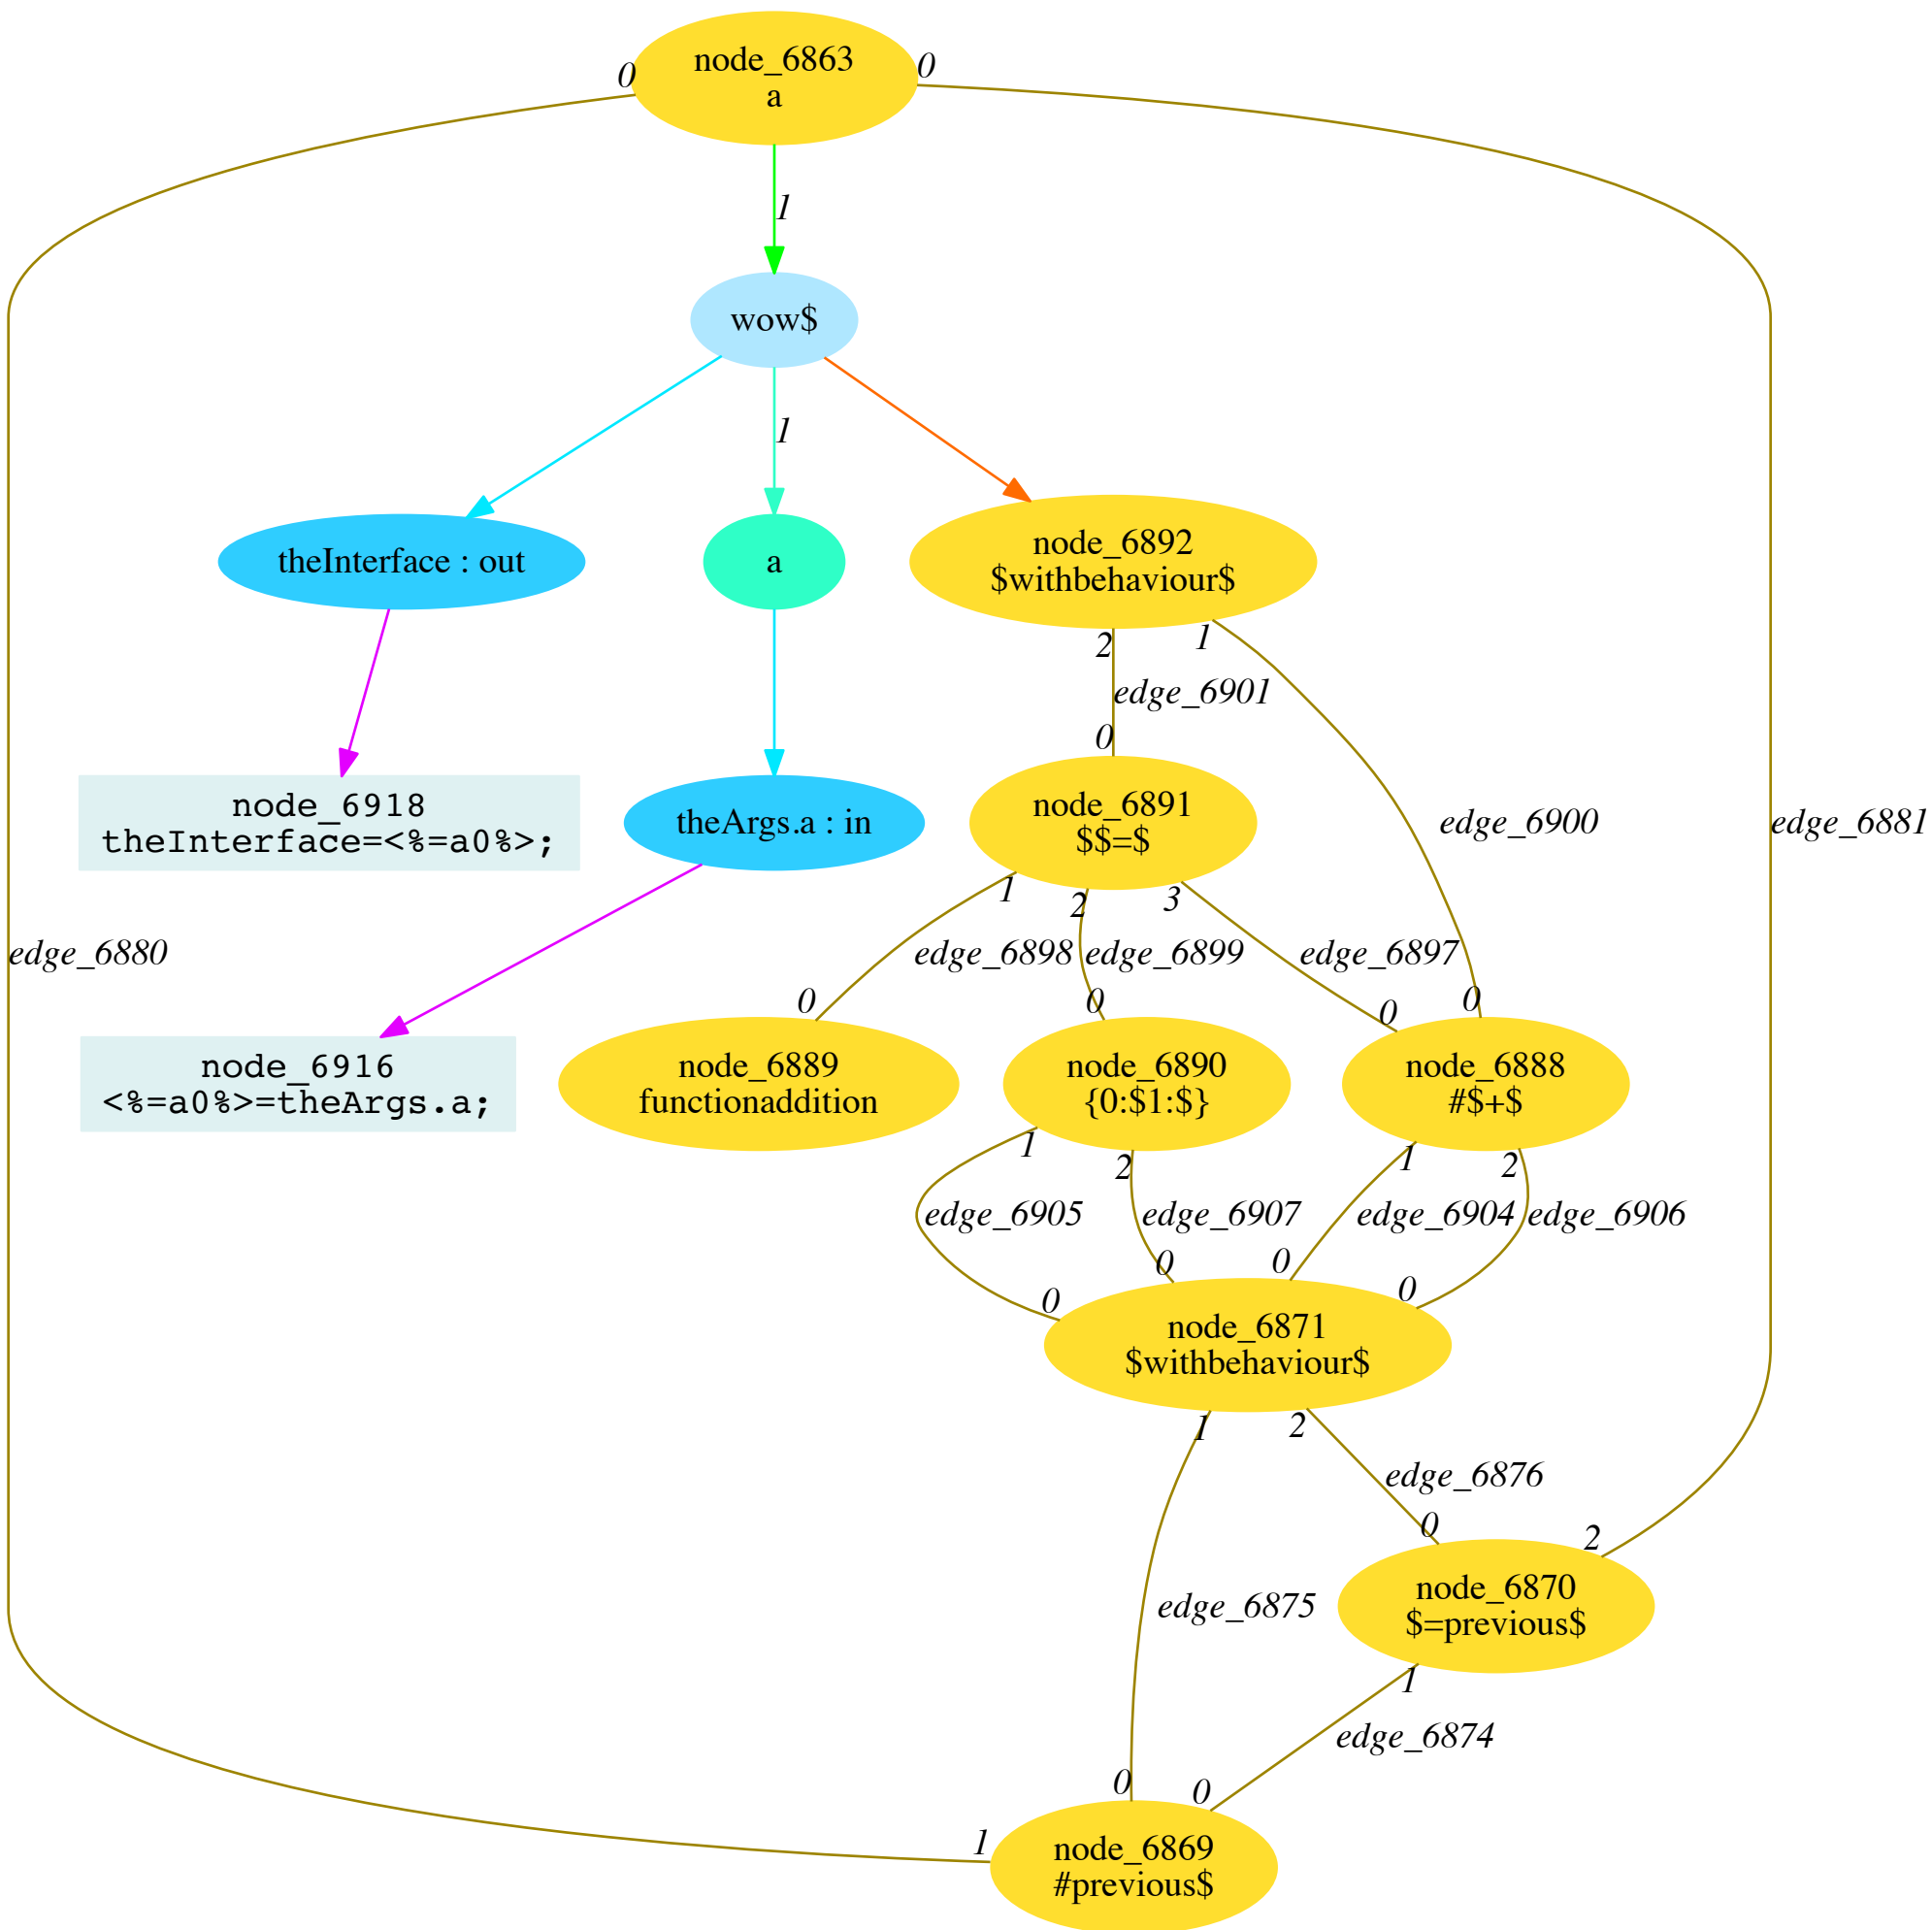 node_6863
a
0
0
1
wow$
1
theInterface : out
a
node_6892
$withbehaviour$
2
1
edge_6901
0
node_6918
theInterface=<%=a0%>;
theArgs.a : in
node_6891
$$=$
edge_6900
edge_6881
1
2
3
edge_6880
edge_6898
edge_6899
edge_6897
0
0
0
0
node_6916
<%=a0%>=theArgs.a;
node_6889
functionaddition
node_6890
{0:$1:$}
node_6888
#$+$
1
2
1
2
edge_6905
edge_6907
edge_6904
edge_6906
0
0
0
0
node_6871
$withbehaviour$
1
2
edge_6876
0
2
edge_6875
node_6870
$=previous$
1
edge_6874
0
0
1
node_6869
#previous$